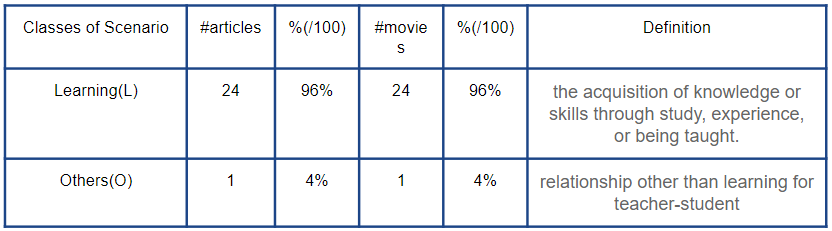 Classes of Scenario #articles %(/100) #movie
s %(/100) Definition
Learning(L) 24 96% 24 96% the acquisition of knowledge or
skills through study, experience,
or being taught.
Others(O) 1 4% 1 4% relationship other than learning for
teacher-student